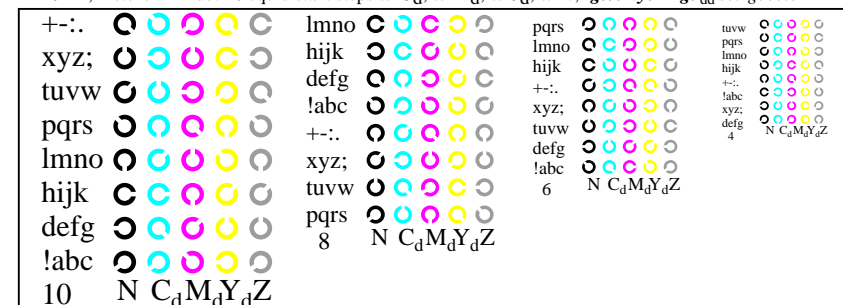 +-:.
xyz;
tuvw
pqrs
lmno
hijk
defg
!abc
10 N CdMdYdZ
lmno
hijk
defg
!abc
+-:.
xyz;
tuvw
pqrs
8 N CdMdYdZ
pqrs
lmno
hijk
+-:.
xyz;
tuvw
defg
!abc
6 N CdMdYdZ
tuvw
pqrs
lmno
hijk
+-:.
!abc
xyz;
defg
4 N CdMdYdZ